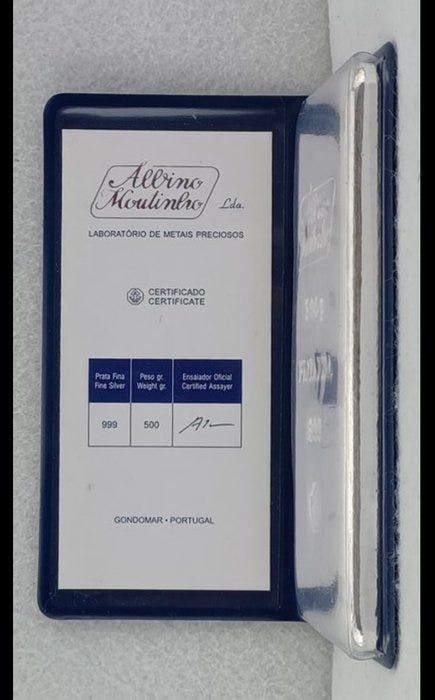 Albino
Moutinho Lda.
LABORATÓRIO DE METAIS PRECIOSOS
CERTIFICADO
CERTIFICATE
Prata Fina
Fine Silver
Peso gr.
Weight gr.
Ensaiador Oficial
Certified Assayer
999
500
GONDOMAR • PORTUGAL